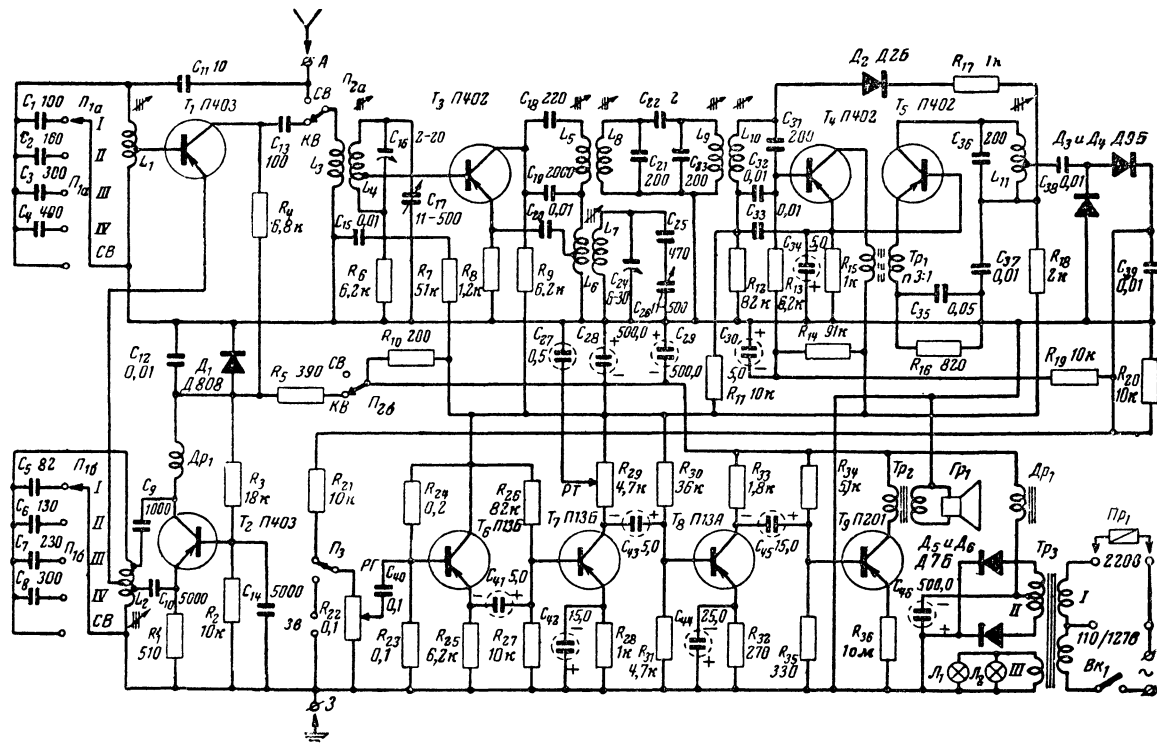 А
C11 10
П1а
C1 100
I
C2 160
II
C3 300
П1а
III
C4 400
IV
СВ
L1
T1 П403
R4 6,8к
C13 100
СВ
КВ
П2а
L3
L4
C16 2-20
C17 11-500
C15 0,01
R6 6,2к
R7 51к
R8 1,2к
T3 П402
C18 220
C19 2000
C20 0,01
R9 6,2к
L5
L8
L7
L6
C22 2
C21 200
C23 200
C25 470
C24 6-30
C26 11-500
L9
L10
C31 200
C32 0,01
C33 0,01
C34 5,0
R12 82к
R13 8,2к
R15 1к
T4 П402
Д2 Д2Б
R17 1к
T5 П402
C36 200
L11
C38 0,01
Д3 и Д4 Д9Б
Тр1 п 3:1
C37 0,01
R18 2к
C35 0,05
R14 91к
R16 820
C39 0,01
R19 10к
R20 10к
C12 0,01
Д1 Д808
R5 390
R10 200
СВ
КВ
П2в
C27 0,5
C28 500,0
C29 500,0
C30 5,0
R11 10к
Др1
R3 18к
П1б
C5 82
I
C6 130
II
C7 230
П1б
III
C8 300
IV
СВ
C9 1000
L2
C10 5000
T2 П403
R1 510
R2 10к
C14 5000
R21 10к
П3
Зв
R22 0,1
РГ
C40 0,1
R23 0,1
R24 0,2
T6 П13Б
R25 6,2к
C41 5,0
R26 82к
R27 10к
РТ
R29 4,7к
T7 П13Б
C42 15,0
R28 1к
C43 5,0
R30 36к
R31 4,7к
T8 П13А
C44 25,0
R32 270
R33 1,8к
C45 15,0
R34 51к
R35 330
T9 П201
R36 1ом
Тр2
Гр1
Др1
Д5 и Д6 Д7Б
C46 500,0
Тр3
I
II
III
Л1
Л2
Пр1
220в
110/127в
Вк1
~
З